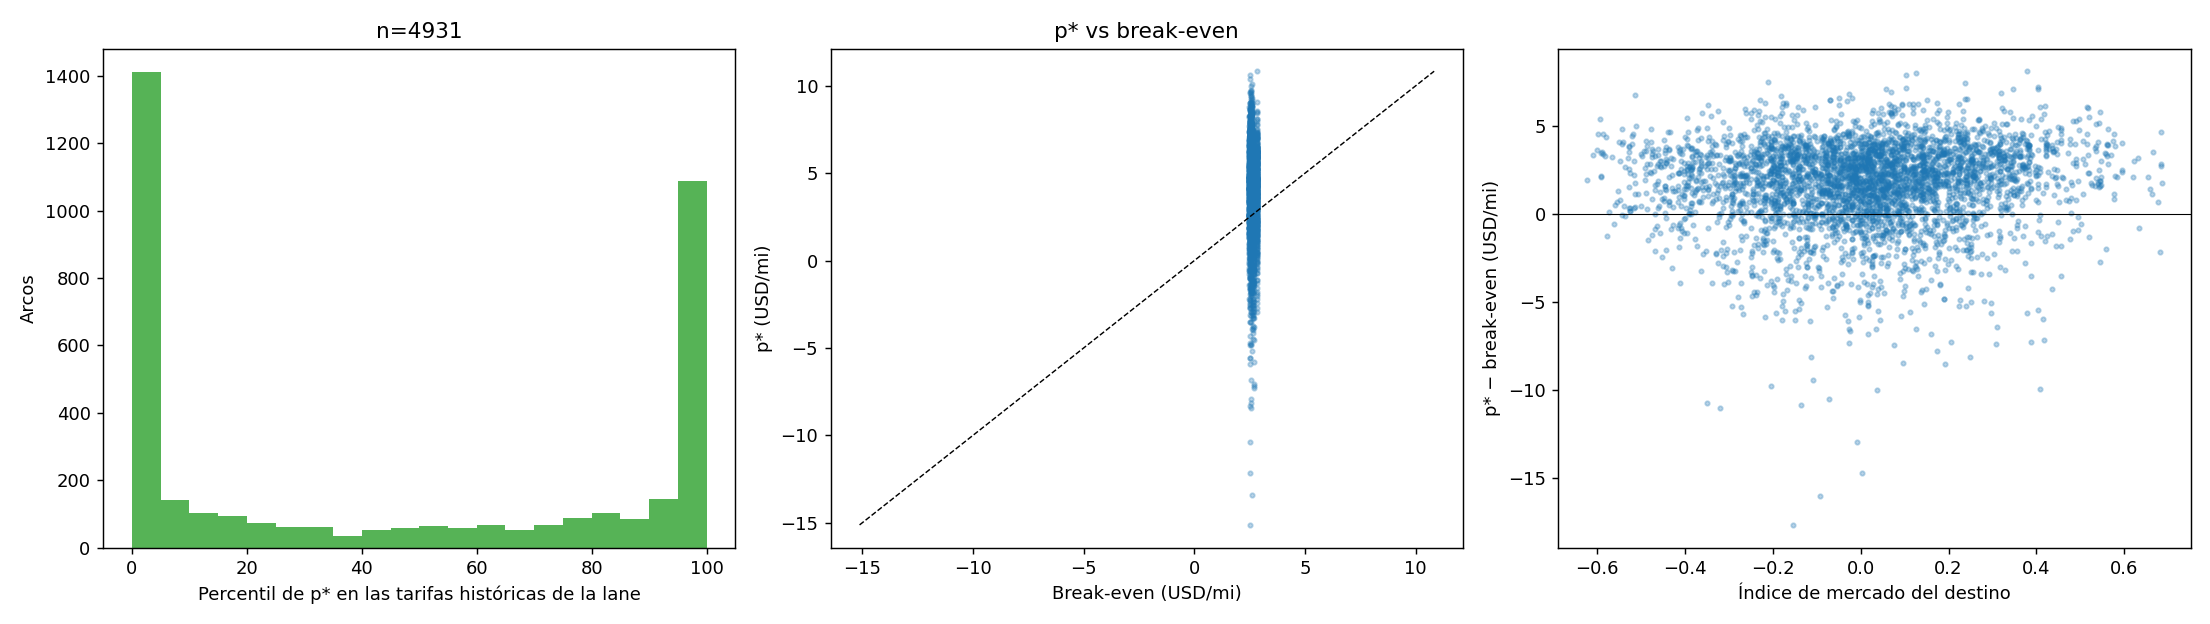 n=4931
1400
1200
1000
800
600
400
200
0
Arcos
0 20 40 60 80 100
Percentil de p* en las tarifas históricas de la lane
p* vs break-even
10
5
0
−5
−10
−15
p* (USD/mi)
−15 −10 −5 0 5 10
Break-even (USD/mi)
5
0
−5
−10
−15
p* − break-even (USD/mi)
−0.6 −0.4 −0.2 0.0 0.2 0.4 0.6
Índice de mercado del destino